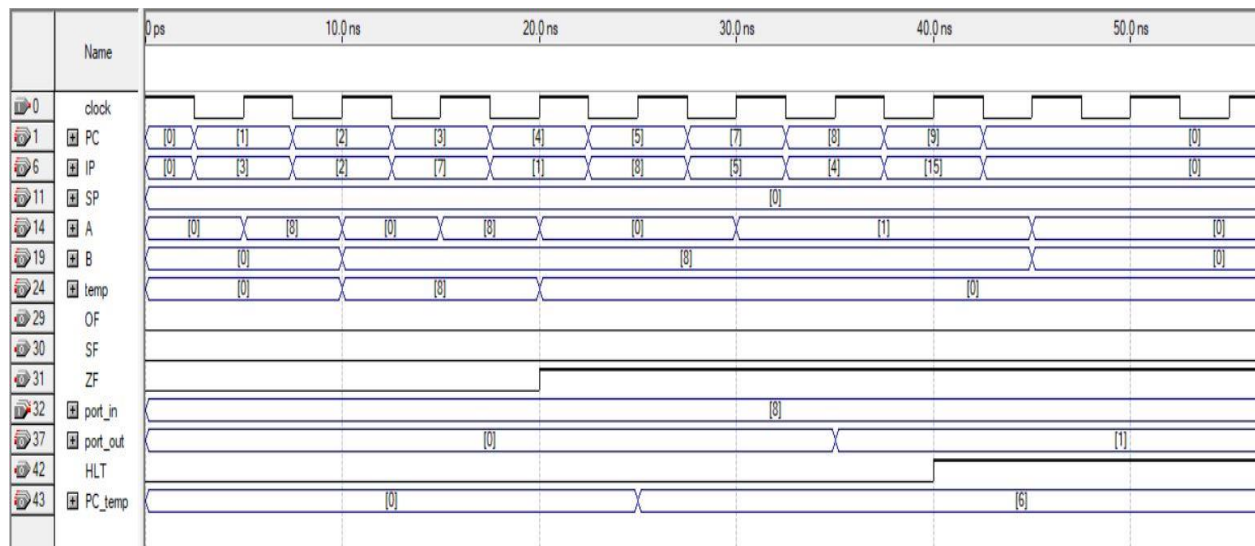 0 ps 10.0 ns 20.0 ns 30.0 ns 40.0 ns 50.0 ns
Name
0 clock
1 PC [0] [1] [2] [3] [4] [5] [7] [8] [9] [0]
6 IP [0] [3] [2] [7] [1] [8] [5] [4] [15] [0]
11 SP [0]
14 A [0] [8] [0] [8] [0] [1] [0]
19 B [0] [8] [0]
24 temp [0] [8] [0]
29 OF
30 SF
31 ZF
32 port_in [8]
37 port_out [0] [1]
42 HLT
43 PC_temp [0] [6]